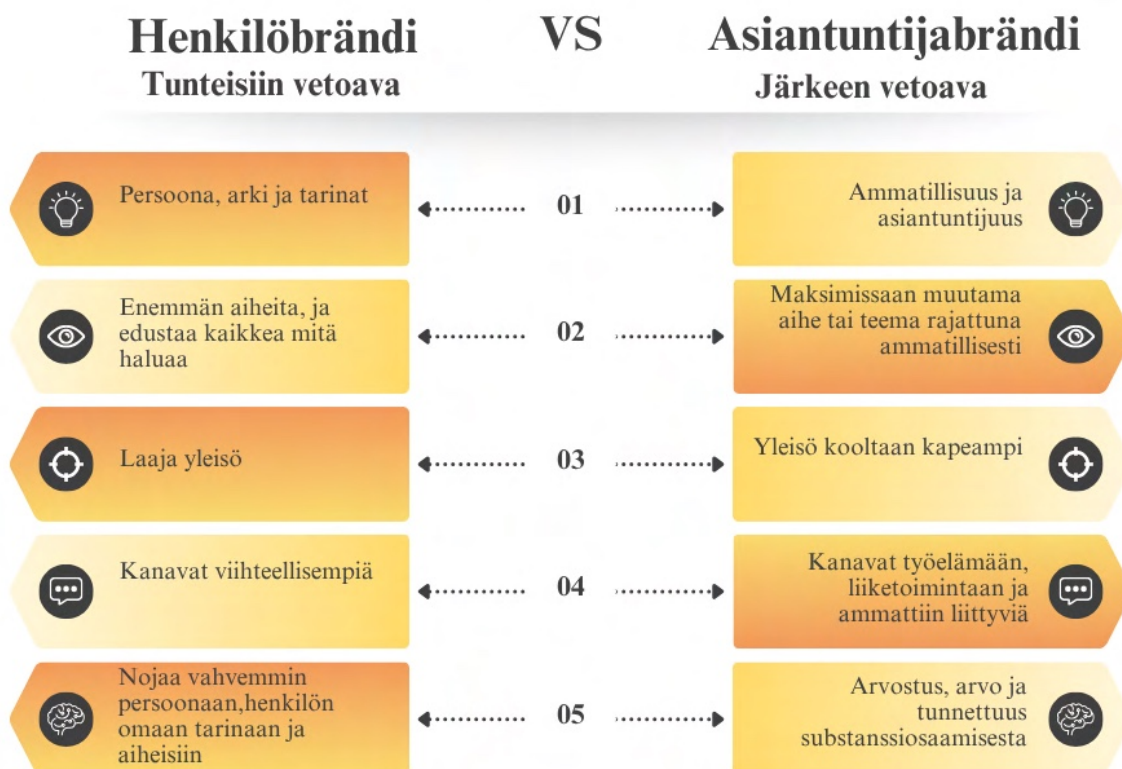 Henkilöbrändi
VS
Asiantuntijabrändi
Tunteisiin vetoava
Järkeen vetoava
Persoona, arki ja tarinat
01
Ammatillisuus ja
asiantuntijuus
Enemmän aiheita, ja
edustaa kaikkea mitä
haluaa
02
Maksimissaan muutama
aihe tai teema rajattuna
ammatillisesti
Laaja yleisö
03
Yleisö kooltaan kapeampi
Kanavat viihteellisempiä
04
Kanavat työelämään,
liiketoimintaan ja
ammattiin liittyviä
Nojaa vahvemmin
persoonaan,henkilön
omaan tarinaan ja
aiheisiin
05
Arvostus, arvo ja
tunnettuus
substanssiosaamisesta